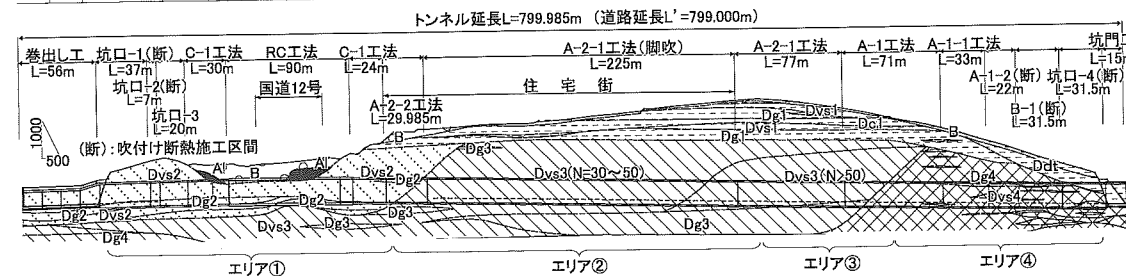 トンネル延長L=799.985m （道路延長L'=799.000m）
巻出し工
L=56m
坑口-1(断)
L=37m
坑口-2(断)
L=7m
坑口-3
L=20m
C-1工法
L=30m
RC工法
L=90m
国道12号
C-1工法
L=24m
A-2-2工法
L=29.985m
A-2-1工法(脚吹)
L=225m
住宅街
A-2-1工法
L=77m
A-1工法
L=71m
A-1-1工法
L=33m
A-1-2(断)
L=22m
B-1(断)
L=31.5m
坑口-4(断)
L=31.5m
坑門工
L=15m
1000
500
(断):吹付け断熱施工区間
Dvs2
Al
B
Al
Dvs2
B
Dg2
Dg3
Dg1
Dvs1
Dg1
Dvs1
Dc1
B
Ddt
Dvs3(N=30～50)
Dvs3(N>50)
Dg4
Dvs4
Dg2
Dvs2
Dg2
Dg2
Dg3
Dg4
Dvs3
Dg3
Dg3
エリア①
エリア②
エリア③
エリア④